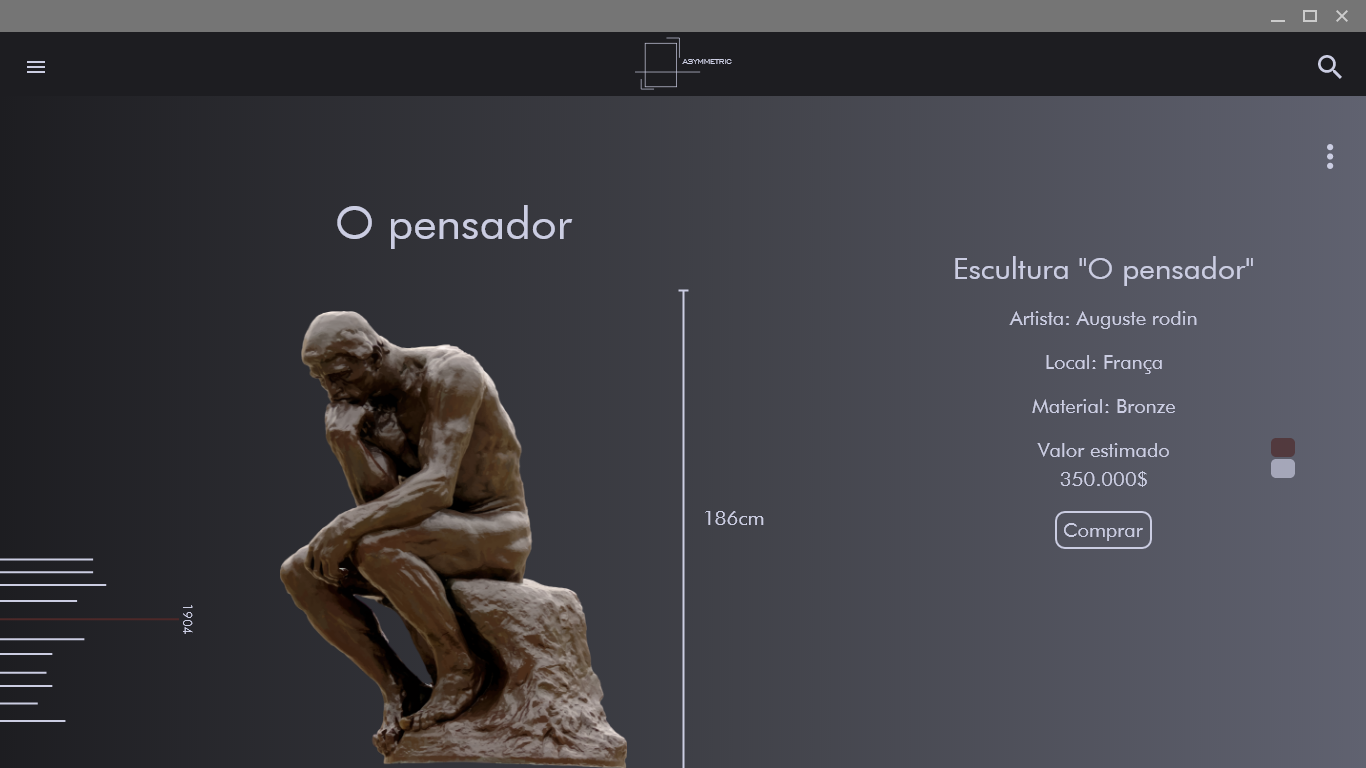 ASYMMETRIC
O pensador
Escultura "O pensador"
Artista: Auguste rodin
Local: França
Material: Bronze
Valor estimado
350.000$
Comprar
186cm
1904